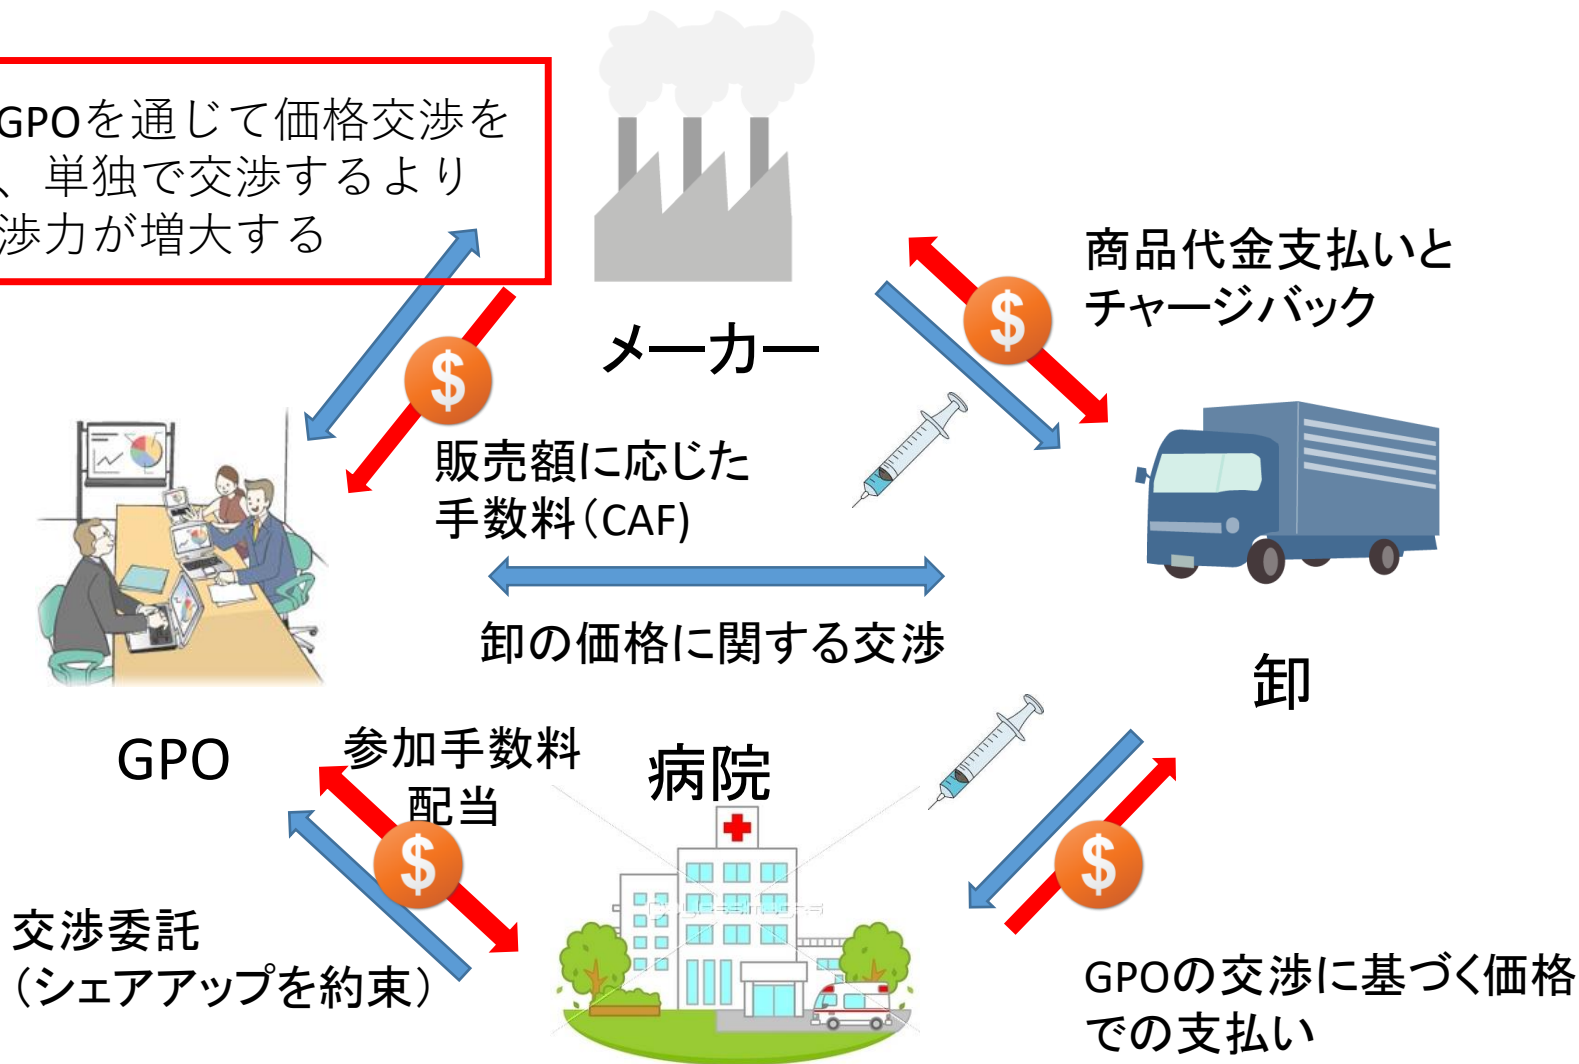 GPOを通じて価格交渉を
、単独で交渉するより
渉力が増大する
商品代金支払いと
チャージバック
$
メーカー
$
販売額に応じた
手数料（CAF)
卸の価格に関する交渉
卸
GPO
参加手数料
配当
病院
$
$
交渉委託
（シェアアップを約束）
GPOの交渉に基づく価格
での支払い